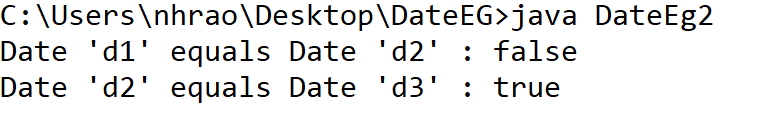 C:\Users\nhrao\Desktop\DateEG>java DateEg2
Date 'd1' equals Date 'd2' : false
Date 'd2' equals Date 'd3' : true